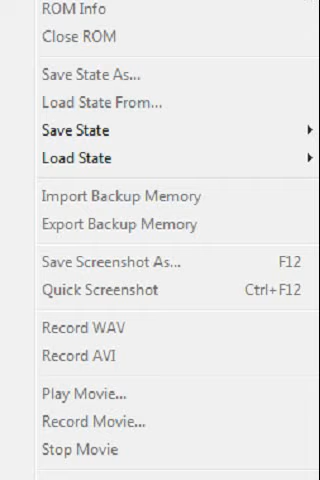 ROM Info
Close ROM
Save State As...
Load State From...
Save State
Load State
Import Backup Memory
Export Backup Memory
Save Screenshot As... F12
Quick Screenshot Ctrl+F12
Record WAV
Record AVI
Play Movie...
Record Movie...
Stop Movie